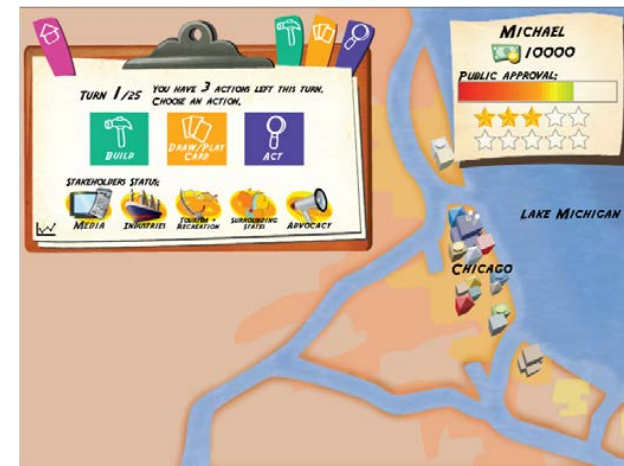 TURN 1/25 YOU HAVE 3 ACTIONS LEFT THIS TURN.
CHOOSE AN ACTION.
BUILD
DRAW/PLAY
CARD
ACT
STAKEHOLDERS STATUS:
MEDIA
INDUSTRIES
TOURISM +
RECREATION
SURROUNDING
STATES
ADVOCACY
MICHAEL
10000
PUBLIC APPROVAL:
LAKE MICHIGAN
CHICAGO